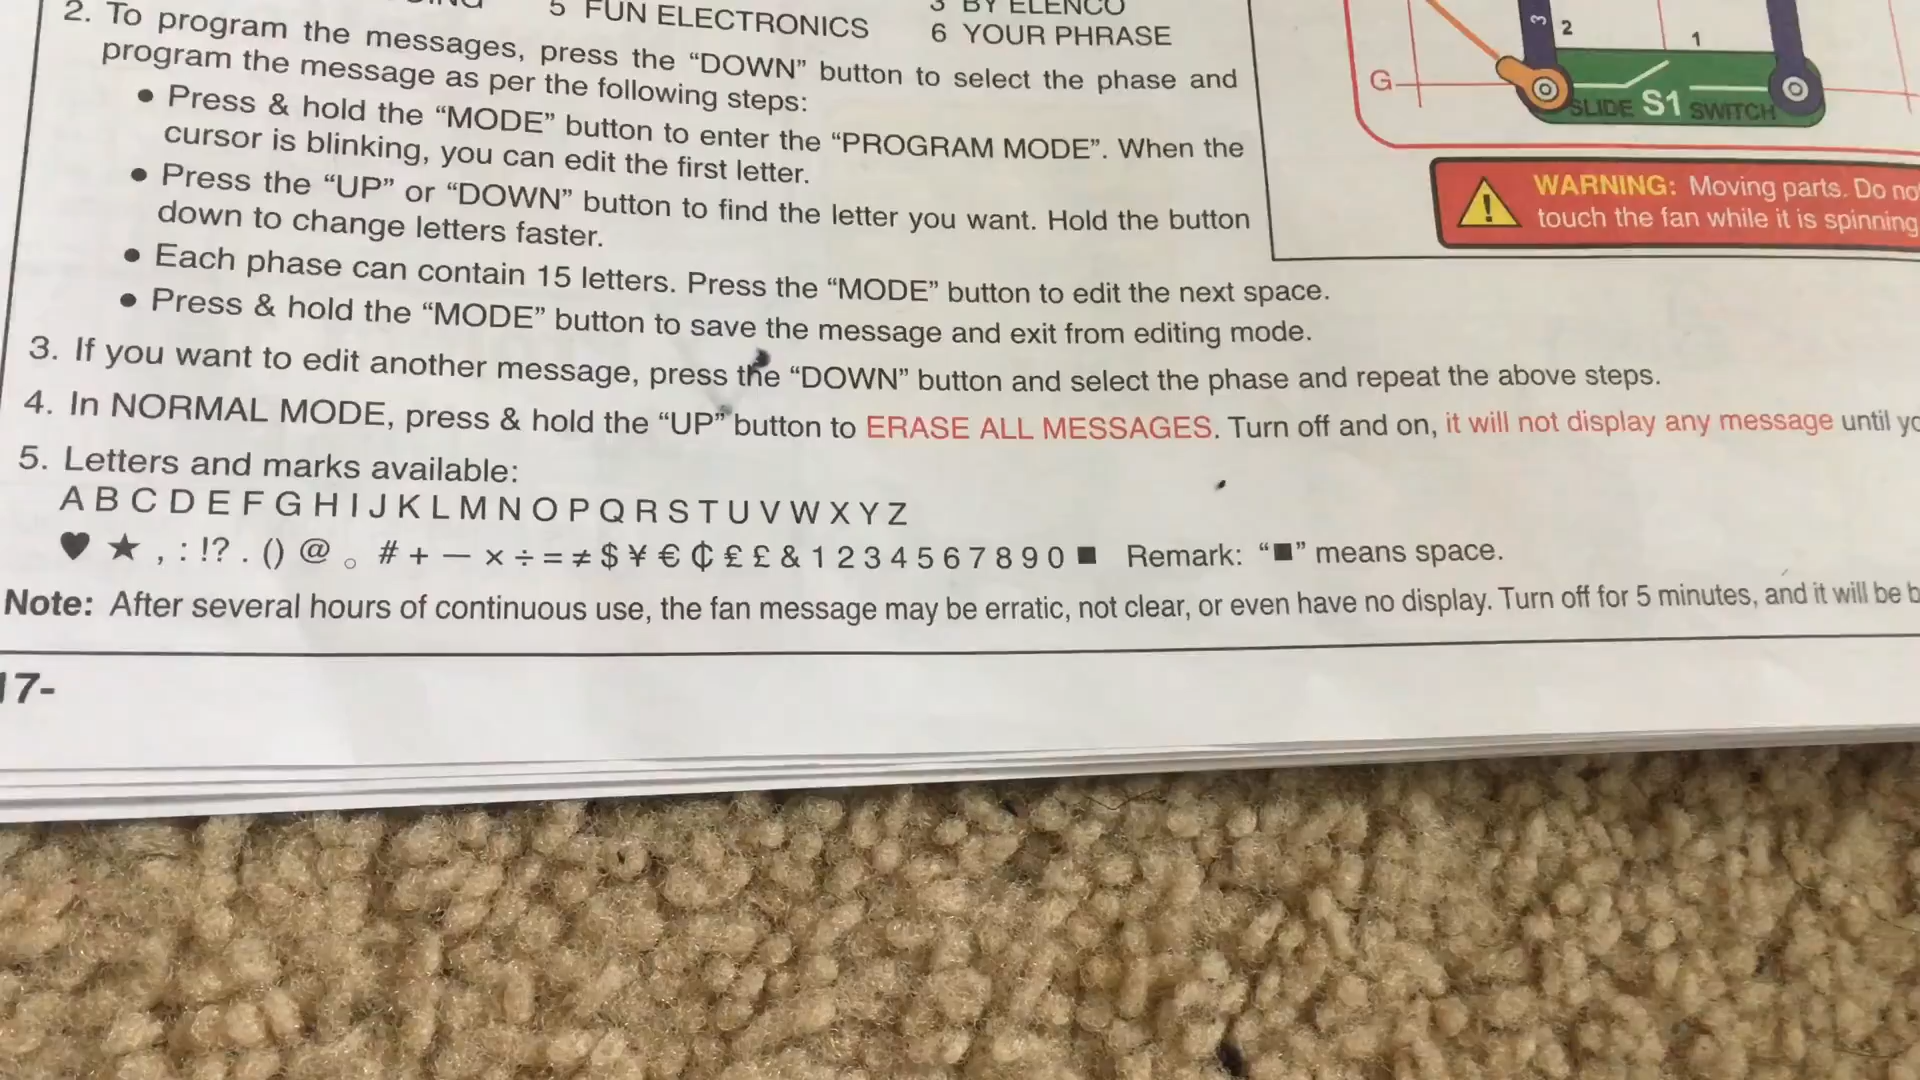 5 FUN ELECTRONICS
3 BY ELENCO
6 YOUR PHRASE
2. To program the messages, press the “DOWN” button to select the phase and
program the message as per the following steps:
● Press & hold the “MODE” button to enter the “PROGRAM MODE”. When the
cursor is blinking, you can edit the first letter.
● Press the “UP” or “DOWN” button to find the letter you want. Hold the button
down to change letters faster.
● Each phase can contain 15 letters. Press the “MODE” button to edit the next space.
● Press & hold the “MODE” button to save the message and exit from editing mode.
3. If you want to edit another message, press the “DOWN” button and select the phase and repeat the above steps.
4. In NORMAL MODE, press & hold the “UP” button to ERASE ALL MESSAGES. Turn off and on, it will not display any message until
5. Letters and marks available:
A B C D E F G H I J K L M N O P Q R S T U V W X Y Z
♥ ★ , : !? . () @ 。 # + — × ÷ = ≠ $ ¥ € ₵ £ £ & 1 2 3 4 5 6 7 8 9 0 ■ Remark: “■” means space.
Note: After several hours of continuous use, the fan message may be erratic, not clear, or even have no display. Turn off for 5 minutes, and it will be
17-
3
2
1
G
SLIDE S1 SWITCH
WARNING: Moving parts. Do not
touch the fan while it is spinning